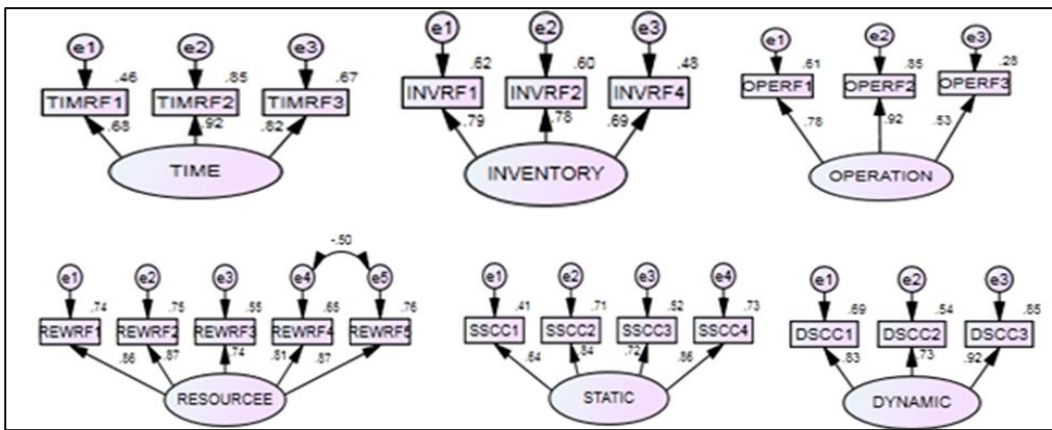 e1 e2 e3
.46 .85 .67
TIMRF1 TIMRF2 TIMRF3
.68 .92 .82
TIME
e1 e2 e3
.62 .60 .48
INVRF1 INVRF2 INVRF4
.79 .78 .69
INVENTORY
e1 e2 e3
.61 .85 .28
OPERF1 OPERF2 OPERF3
.78 .92 .53
OPERATION
-.50
e1 e2 e3 e4 e5
.74 .75 .55 .65 .76
REWRF1 REWRF2 REWRF3 REWRF4 REWRF5
.86 .87 .74 .81 .87
RESOURCEE
e1 e2 e3 e4
.41 .71 .52 .73
SSCC1 SSCC2 SSCC3 SSCC4
.64 .84 .72 .86
STATIC
e1 e2 e3
.69 .54 .85
DSCC1 DSCC2 DSCC3
.83 .73 .92
DYNAMIC